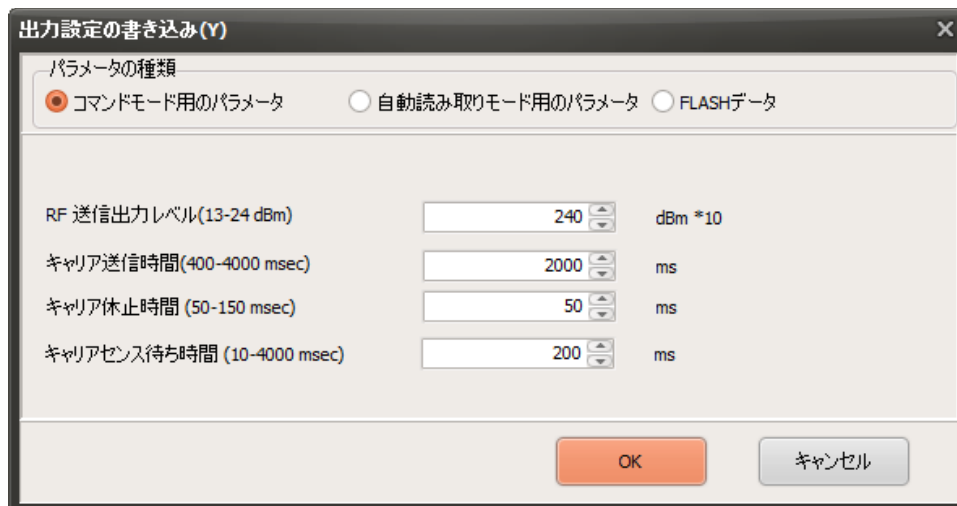 出力設定の書き込み(Y)
パラメータの種類
コマンドモード用のパラメータ 自動読み取りモード用のパラメータ FLASHデータ
RF 送信出力レベル(13-24 dBm) 240 dBm *10
キャリア送信時間(400-4000 msec) 2000 ms
キャリア休止時間 (50-150 msec) 50 ms
キャリアセンス待ち時間 (10-4000 msec) 200 ms
OK キャンセル